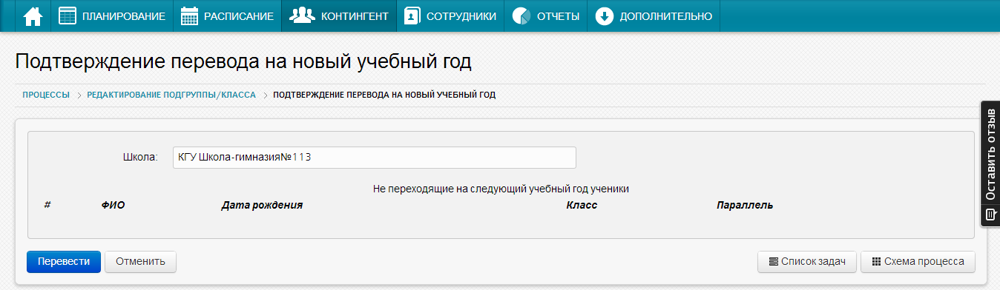 ПЛАНИРОВАНИЕ РАСПИСАНИЕ КОНТИНГЕНТ СОТРУДНИКИ ОТЧЕТЫ ДОПОЛНИТЕЛЬНО
Подтверждение перевода на новый учебный год
ПРОЦЕССЫ РЕДАКТИРОВАНИЕ ПОДГРУППЫ/КЛАССА ПОДТВЕРЖДЕНИЕ ПЕРЕВОДА НА НОВЫЙ УЧЕБНЫЙ ГОД
Школа: КГУ Школа-гимназия№113
Не переходящие на следующий учебный год ученики
# ФИО Дата рождения Класс Параллель
Перевести Отменить Список задач Схема процесса
Оставить отзыв